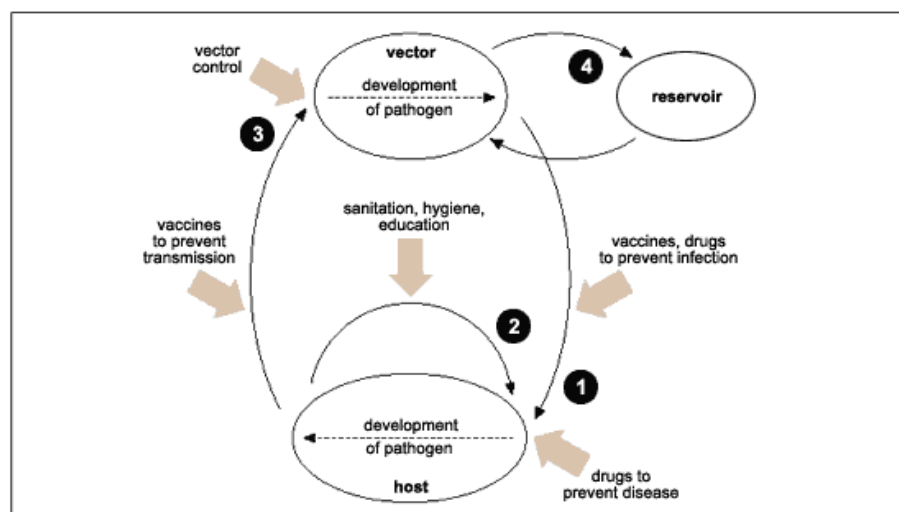 vector
control
vector
development
of pathogen
4
reservoir
3
sanitation, hygiene,
education
vaccines
to prevent
transmission
vaccines, drugs
to prevent infection
2
1
development
of pathogen
host
drugs to
prevent disease